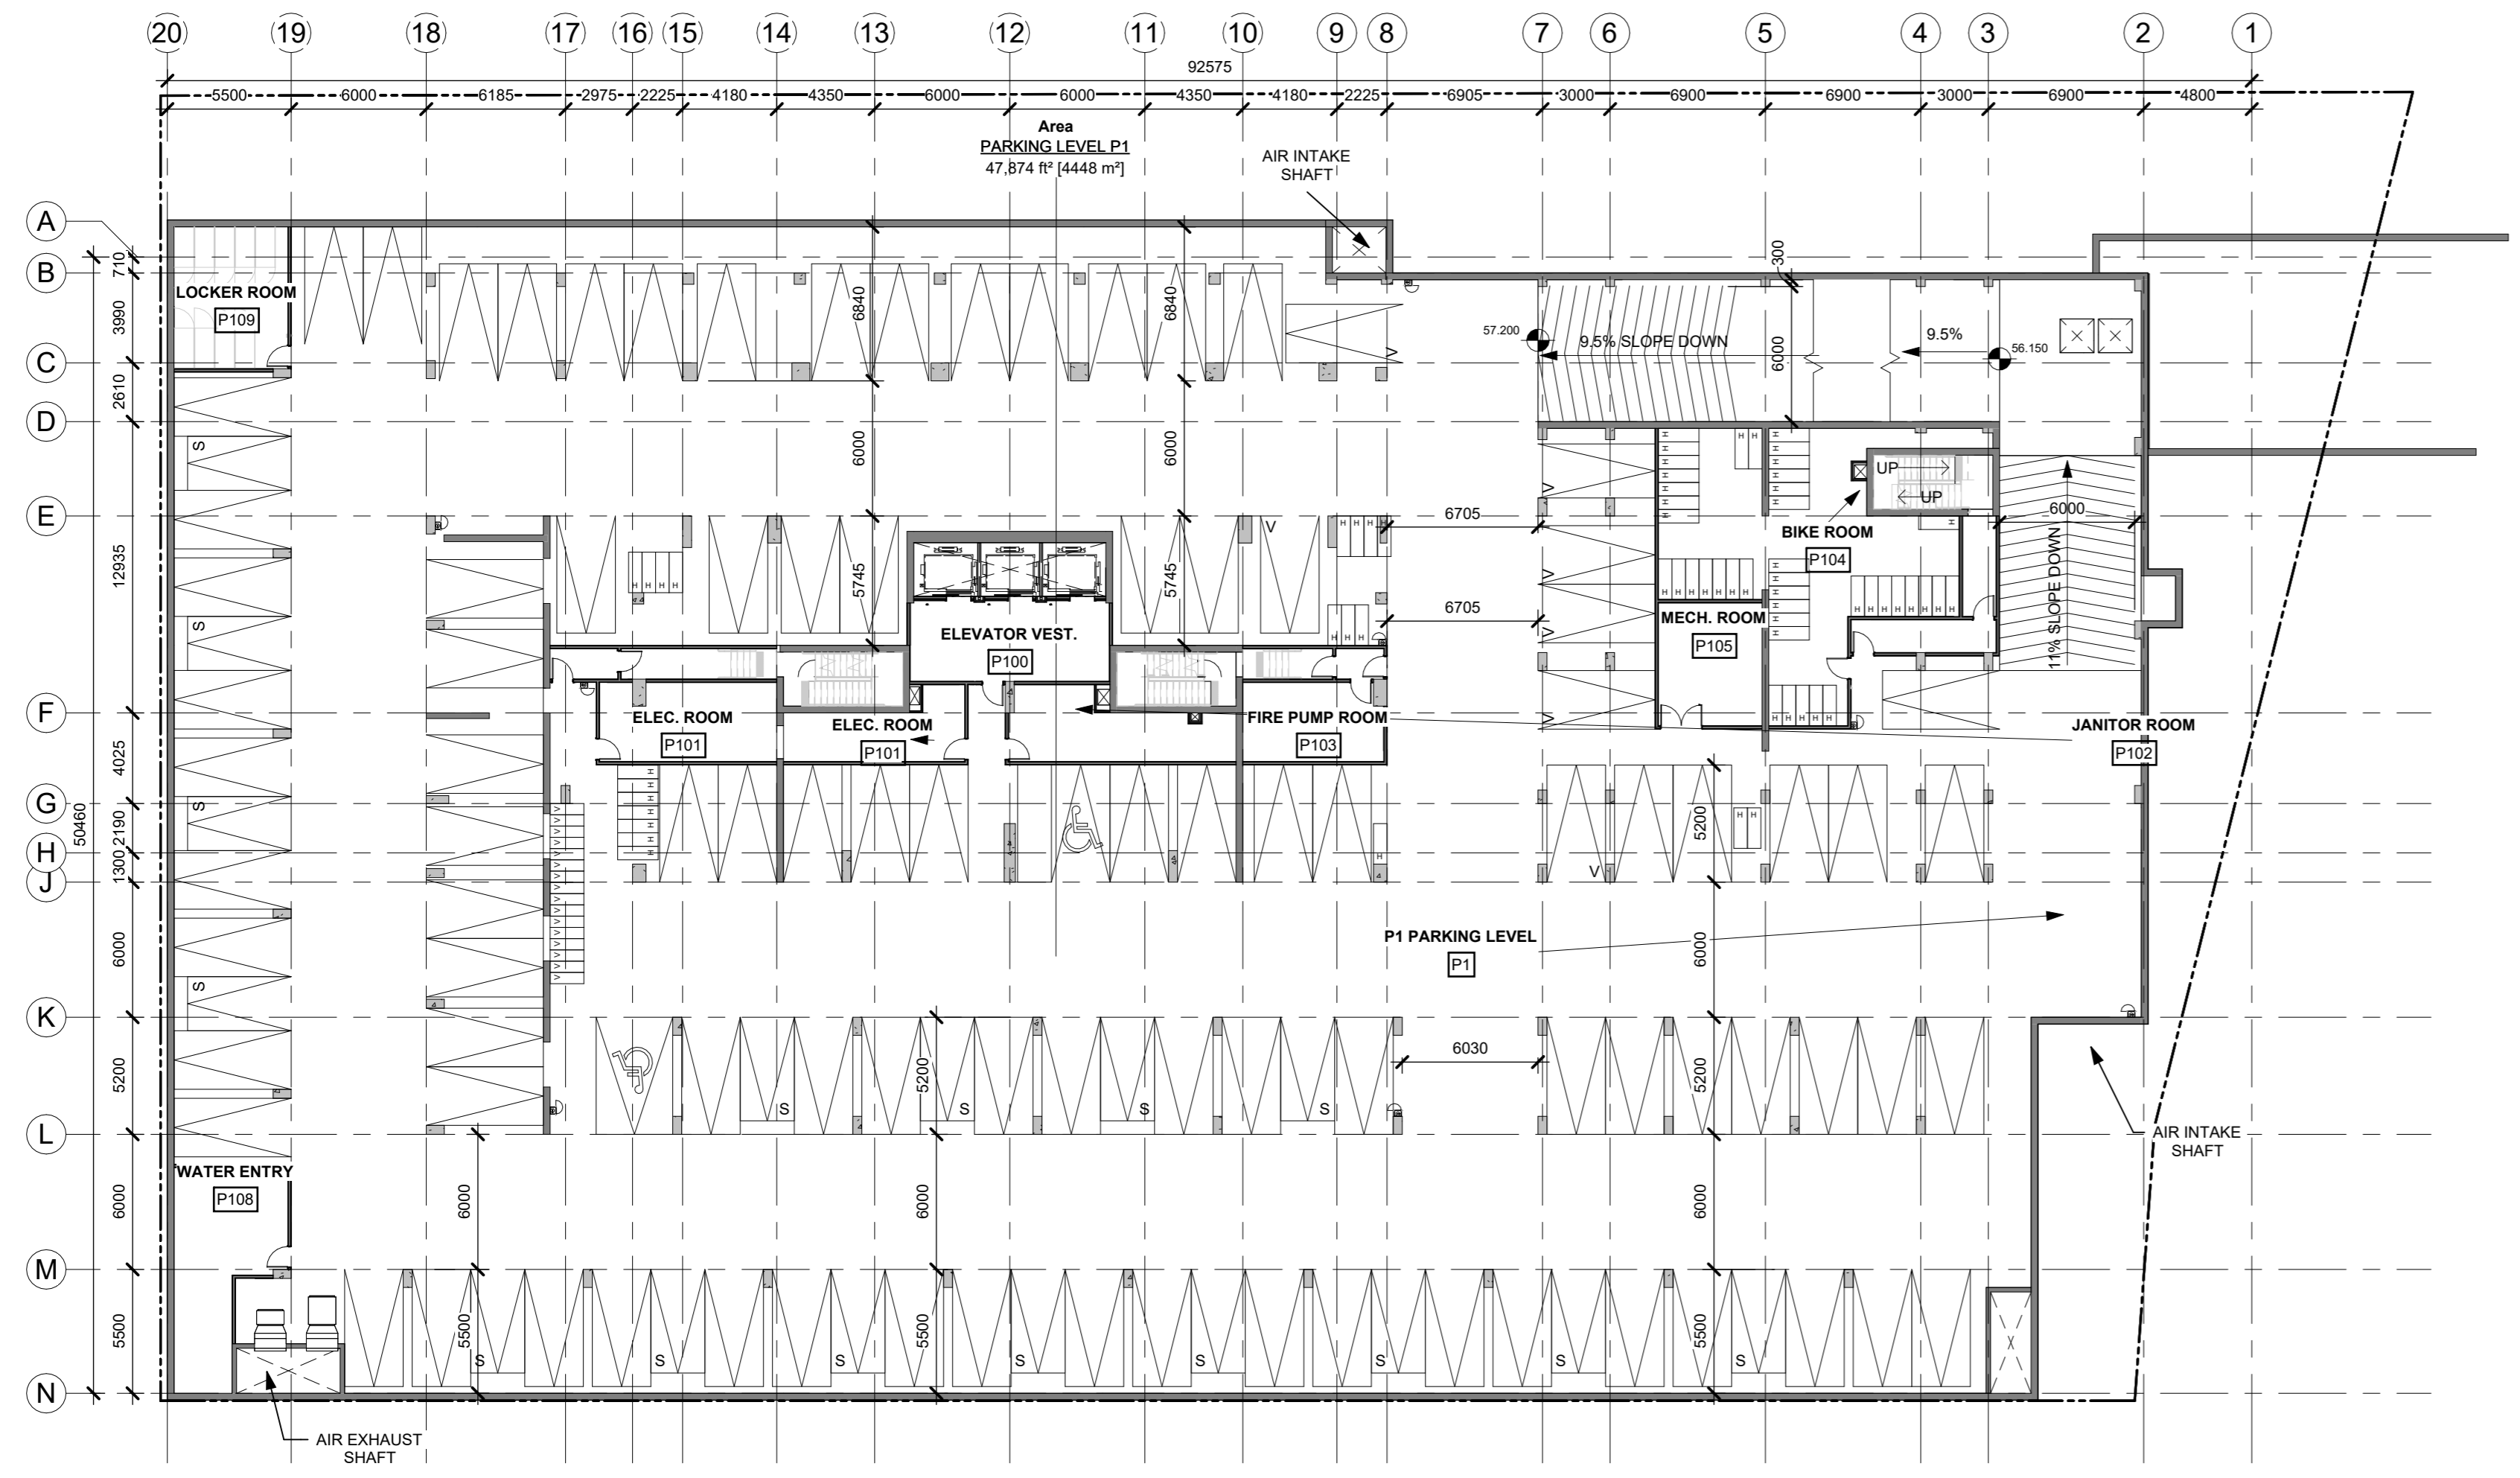 20 19 18 17 16 15 14 13 12 11 10 9 8 7 6 5 4 3 2 1
92575
5500 6000 6185 2975 2225 4180 4350 6000 6000 4350 4180 2225 6905 3000 6900 6900 3000 6900 4800
Area
PARKING LEVEL P1
47,874 ft² [4448 m²]
AIR INTAKE
SHAFT
A
B
C
D
E
F
G
H
J
K
L
M
N
710
3990
2610
12935
4025
2190
1300
6000
5200
6000
5500
50460
LOCKER ROOM
P109
6840
6840
300
57.200
9.5% SLOPE DOWN
6000
9.5%
56.150
V
S
6000
6000
H H H H H H H
H H
H H H H H H
UP
UP
V
V
H H H H
6705
BIKE ROOM
P104
H
6000
11% SLOPE DOWN
H H H H
5745
5745
V
H H H H H H H
H H H H H H
H H H H H H H H
S
ELEVATOR VEST.
P100
H H H
6705
V
MECH. ROOM
P105
ELEC. ROOM
P101
ELEC. ROOM
P101
FIRE PUMP ROOM
P103
V
H H H H H
JANITOR ROOM
P102
S
H H H H H H H
V V V V V V V V V V V V V V V
5200
H H
H
V
P1 PARKING LEVEL
P1
6000
S
5200
6030
5200
S
S
S
S
AIR INTAKE
SHAFT
WATER ENTRY
P108
6000
6000
6000
5500
5500
5500
S
S
S
S
S
S
S
S
AIR EXHAUST
SHAFT